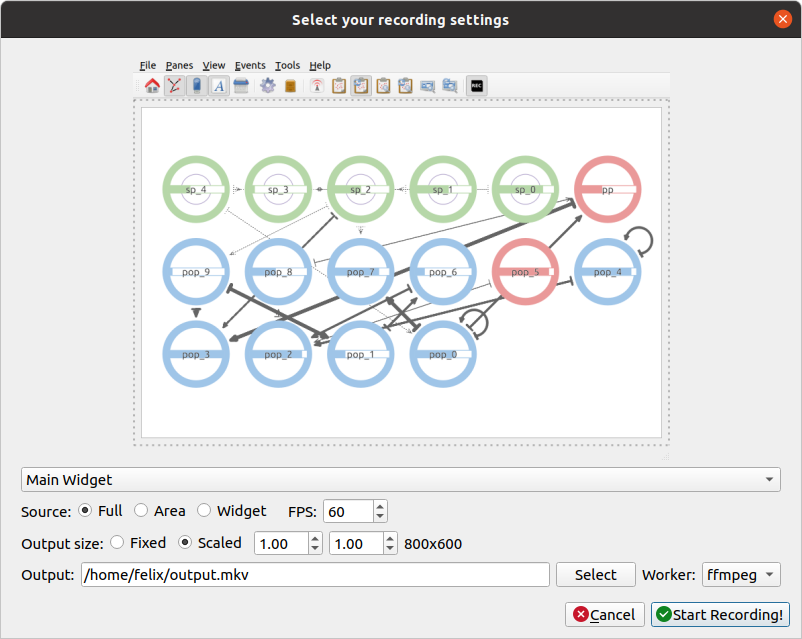 Select your recording settings
File Panes View Events Tools Help
A REC
sp_4 sp_3 sp_2 sp_1 sp_0 pp
pop_9 pop_8 pop_7 pop_6 pop_5 pop_4
pop_3 pop_2 pop_1 pop_0
Main Widget
Source: Full Area Widget FPS: 60
Output size: Fixed Scaled 1.00 1.00 800x600
Output: /home/felix/output.mkv Select Worker: ffmpeg
Cancel Start Recording!